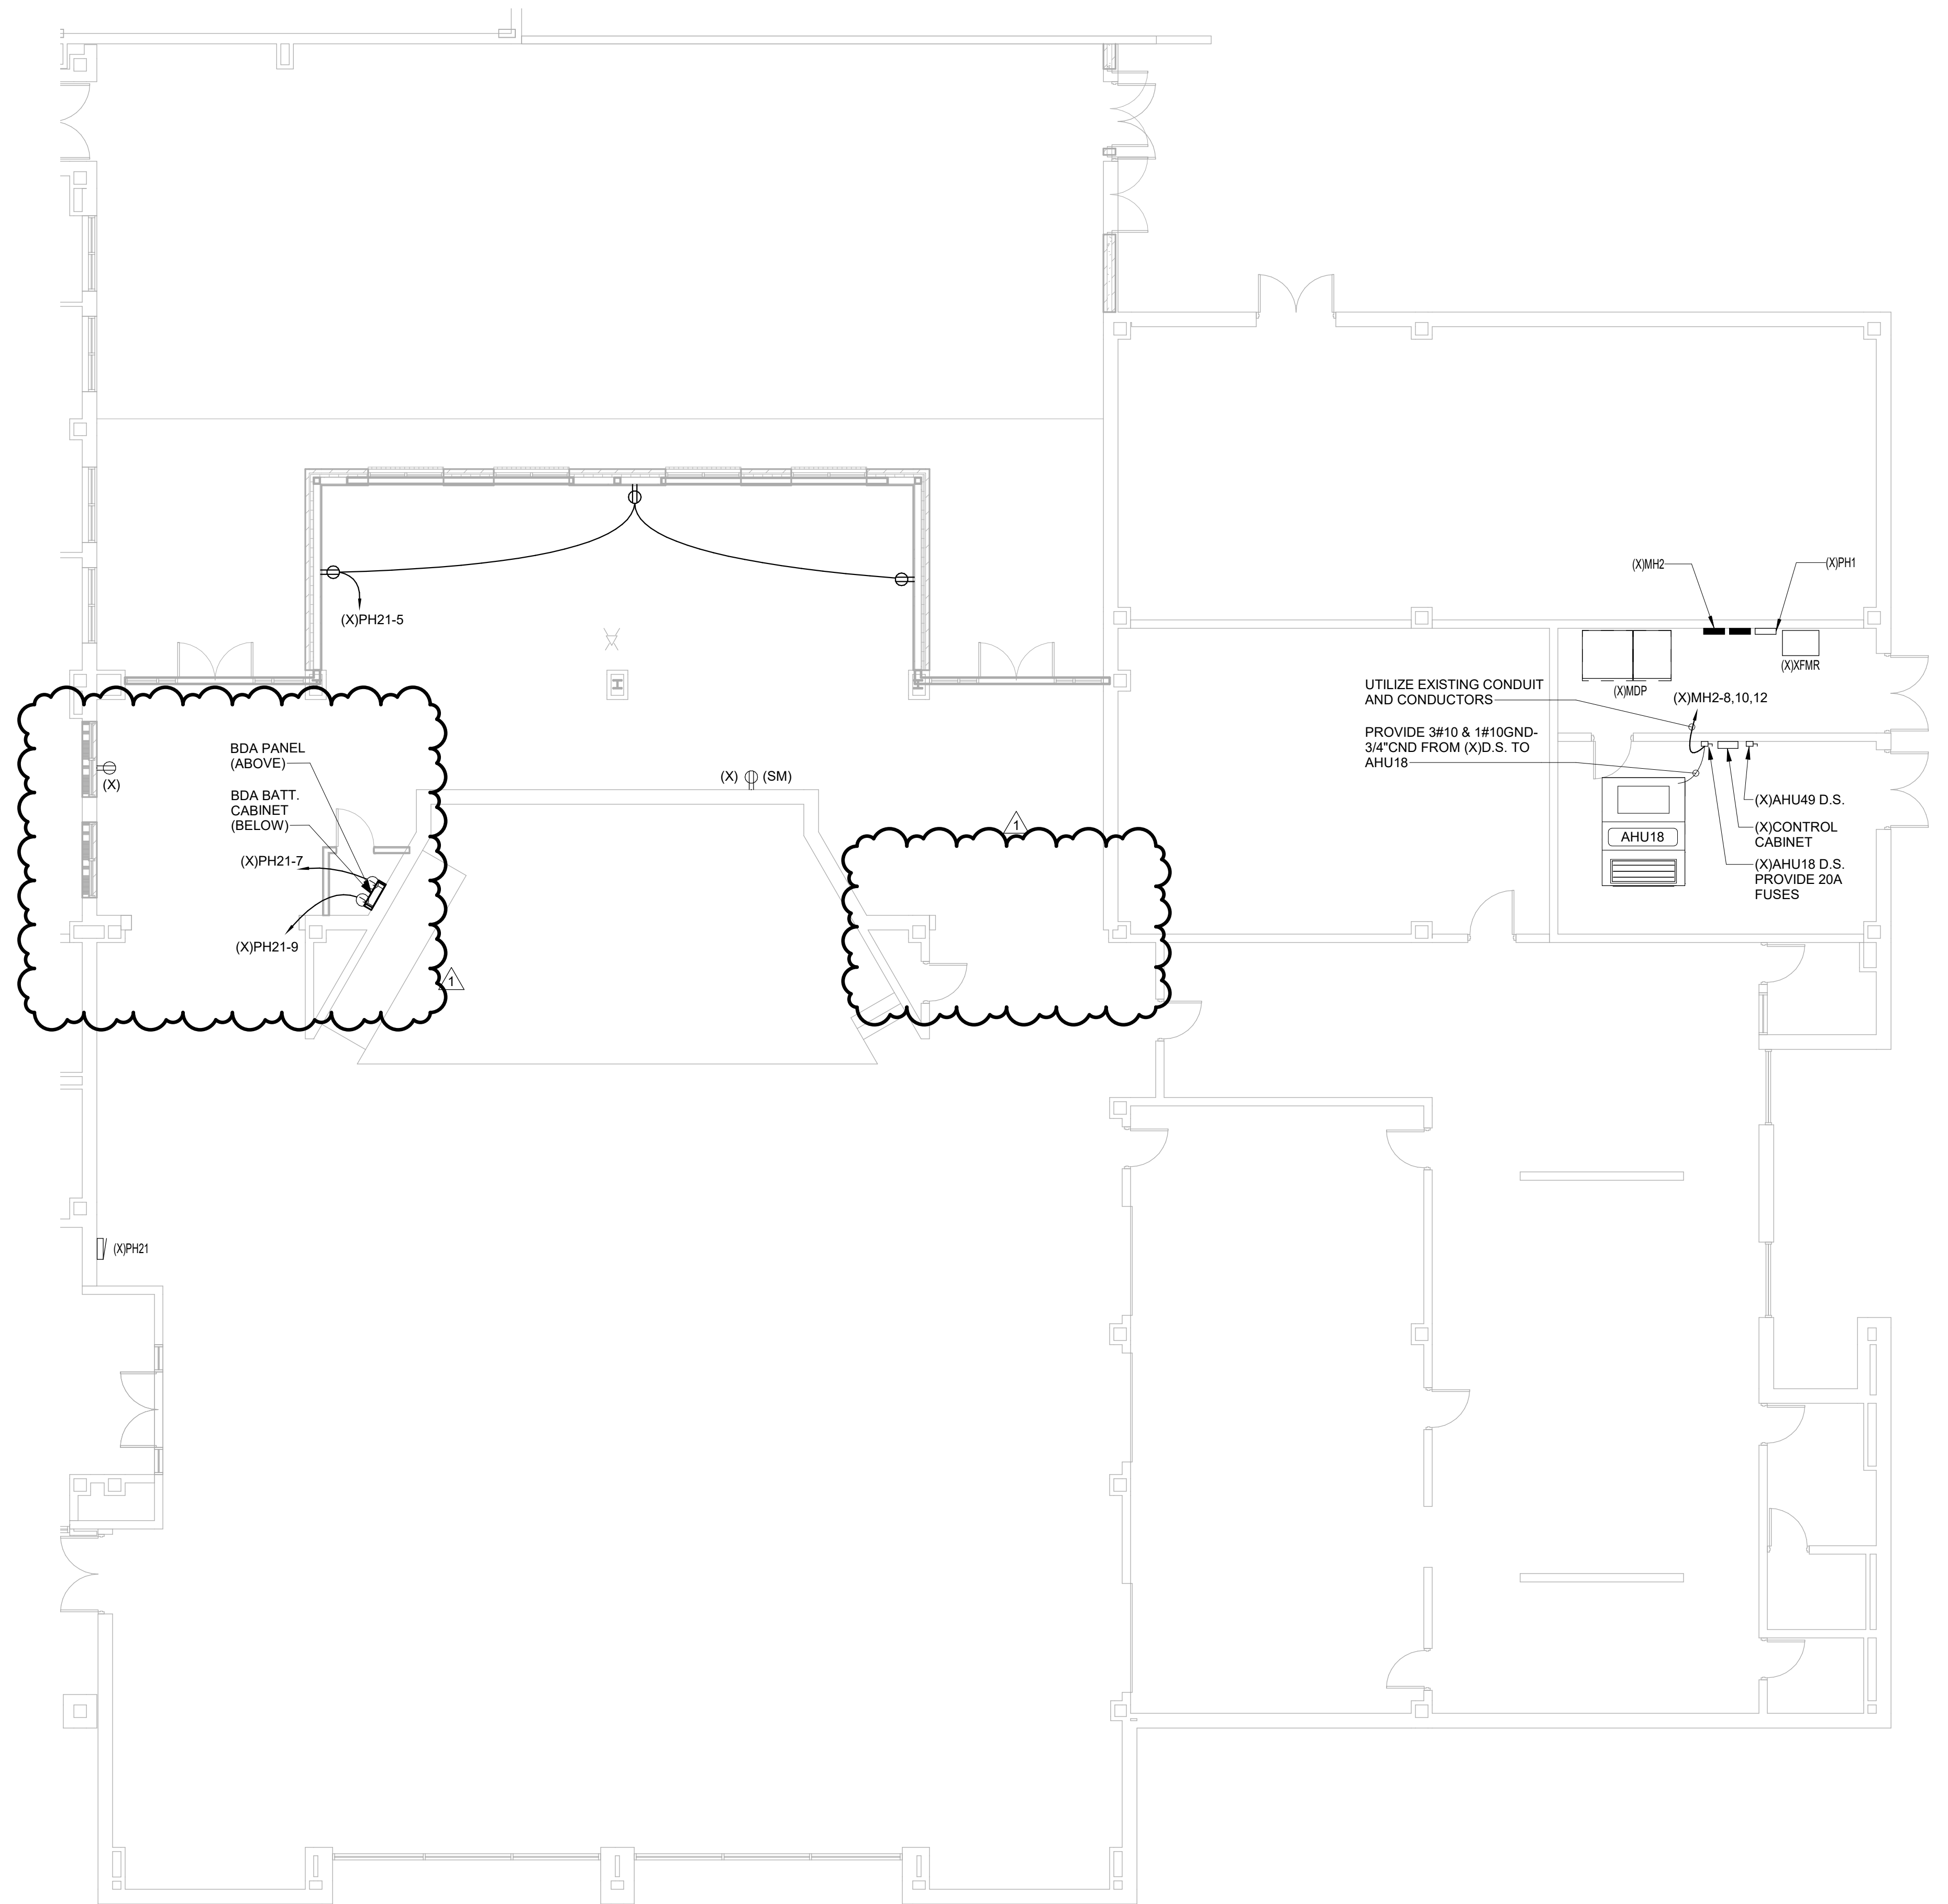 (X)MH2
(X)PH1
(X)PH21-5
(X)XFMR
(X)MDP
UTILIZE EXISTING CONDUIT
AND CONDUCTORS
(X)MH2-8,10,12
PROVIDE 3#10 & 1#10GND-
3/4"CND FROM (X)D.S. TO
AHU18
BDA PANEL
(ABOVE)
(X)
(X) (SM)
BDA BATT.
CABINET
(BELOW)
(X)AHU49 D.S.
1
(X)CONTROL
CABINET
AHU18
(X)PH21-7
(X)AHU18 D.S.
PROVIDE 20A
FUSES
(X)PH21-9
1
(X)PH21